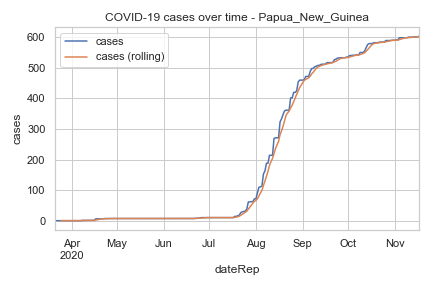 COVID-19 cases over time - Papua_New_Guinea
cases
cases (rolling)
600
500
400
300
200
100
0
cases
Apr
2020
May
Jun
Jul
Aug
Sep
Oct
Nov
dateRep